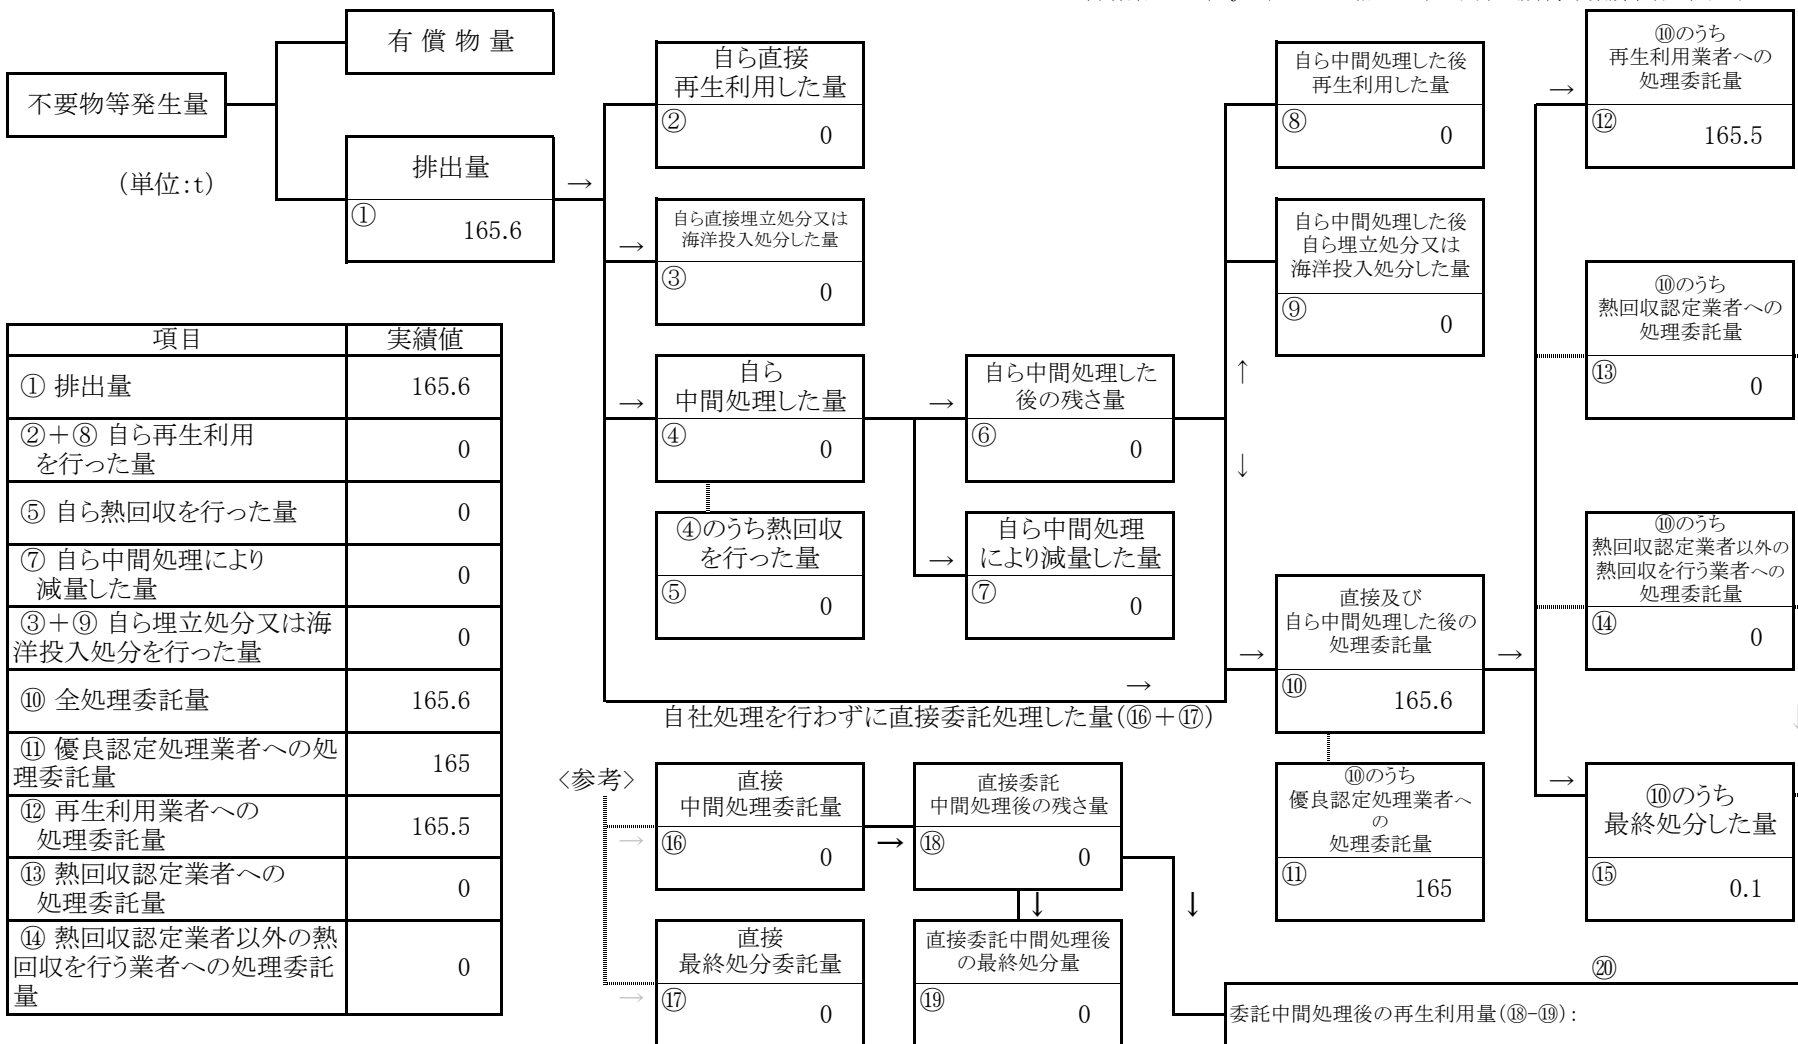 有償物量
不要物等発生量
(単位:t)
排出量
①
165.6
→
自ら直接
再生利用した量
②
0
→
自ら直接埋立処分又は
海洋投入処分した量
③
0
→
自ら
中間処理した量
④
0
④のうち熱回収
を行った量
⑤
0
→
自ら中間処理した
後の残さ量
⑥
0
→
自ら中間処理
により減量した量
⑦
0
自ら中間処理した後
再生利用した量
⑧
0
自ら中間処理した後
自ら埋立処分又は
海洋投入処分した量
⑨
0
↑
↓
→
自社処理を行わずに直接委託処理した量(⑯+⑰)
→
直接及び
自ら中間処理した後の
処理委託量
⑩
165.6
→
⑩のうち
優良認定処理業者へ
の
処理委託量
⑪
165
→
⑩のうち
再生利用業者への
処理委託量
⑫
165.5
⑩のうち
熱回収認定業者への
処理委託量
⑬
0
⑩のうち
熱回収認定業者以外の
熱回収を行う業者への
処理委託量
⑭
0
→
⑩のうち
最終処分した量
⑮
0.1
項目 実績値
① 排出量 165.6
②+⑧ 自ら再生利用
を行った量 0
⑤ 自ら熱回収を行った量 0
⑦ 自ら中間処理により
減量した量 0
③+⑨ 自ら埋立処分又は海
洋投入処分を行った量 0
⑩ 全処理委託量 165.6
⑪ 優良認定処理業者への処
理委託量 165
⑫ 再生利用業者への
処理委託量 165.5
⑬ 熱回収認定業者への
処理委託量 0
⑭ 熱回収認定業者以外の熱
回収を行う業者への処理委託
量 0
<参考>
→
直接
中間処理委託量
⑯
0
→
直接委託
中間処理後の残さ量
⑱
0
↓
↓
→
直接
最終処分委託量
⑰
0
直接委託中間処理後
の最終処分量
⑲
0
⑳
委託中間処理後の再生利用量(⑱-⑲):